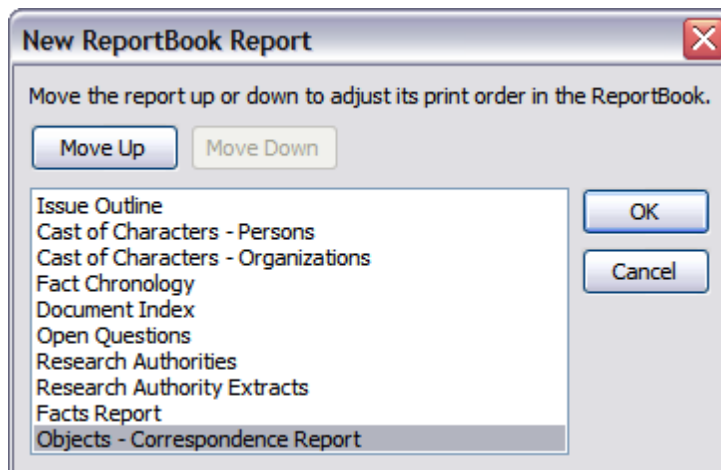 New ReportBook Report
Move the report up or down to adjust its print order in the ReportBook.
Move Up
Move Down
Issue Outline
Cast of Characters - Persons
Cast of Characters - Organizations
Fact Chronology
Document Index
Open Questions
Research Authorities
Research Authority Extracts
Facts Report
Objects - Correspondence Report
OK
Cancel